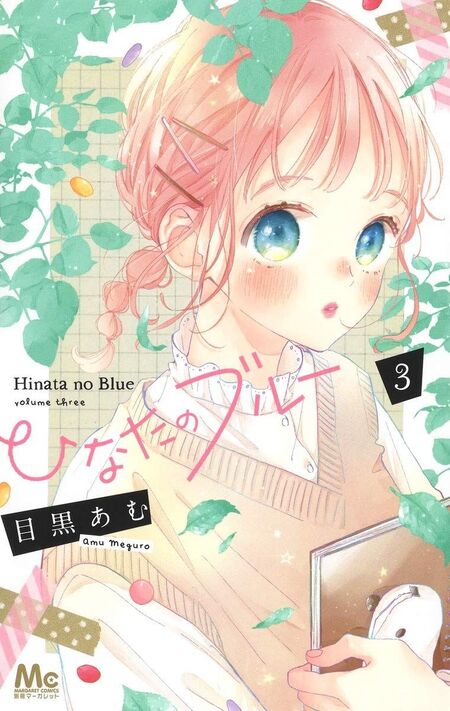 Hinata no Blue
volume three
3
ひなたのブルー
目黒あむ
amu meguro
Mc
MARGARET COMICS
別冊マーガレット